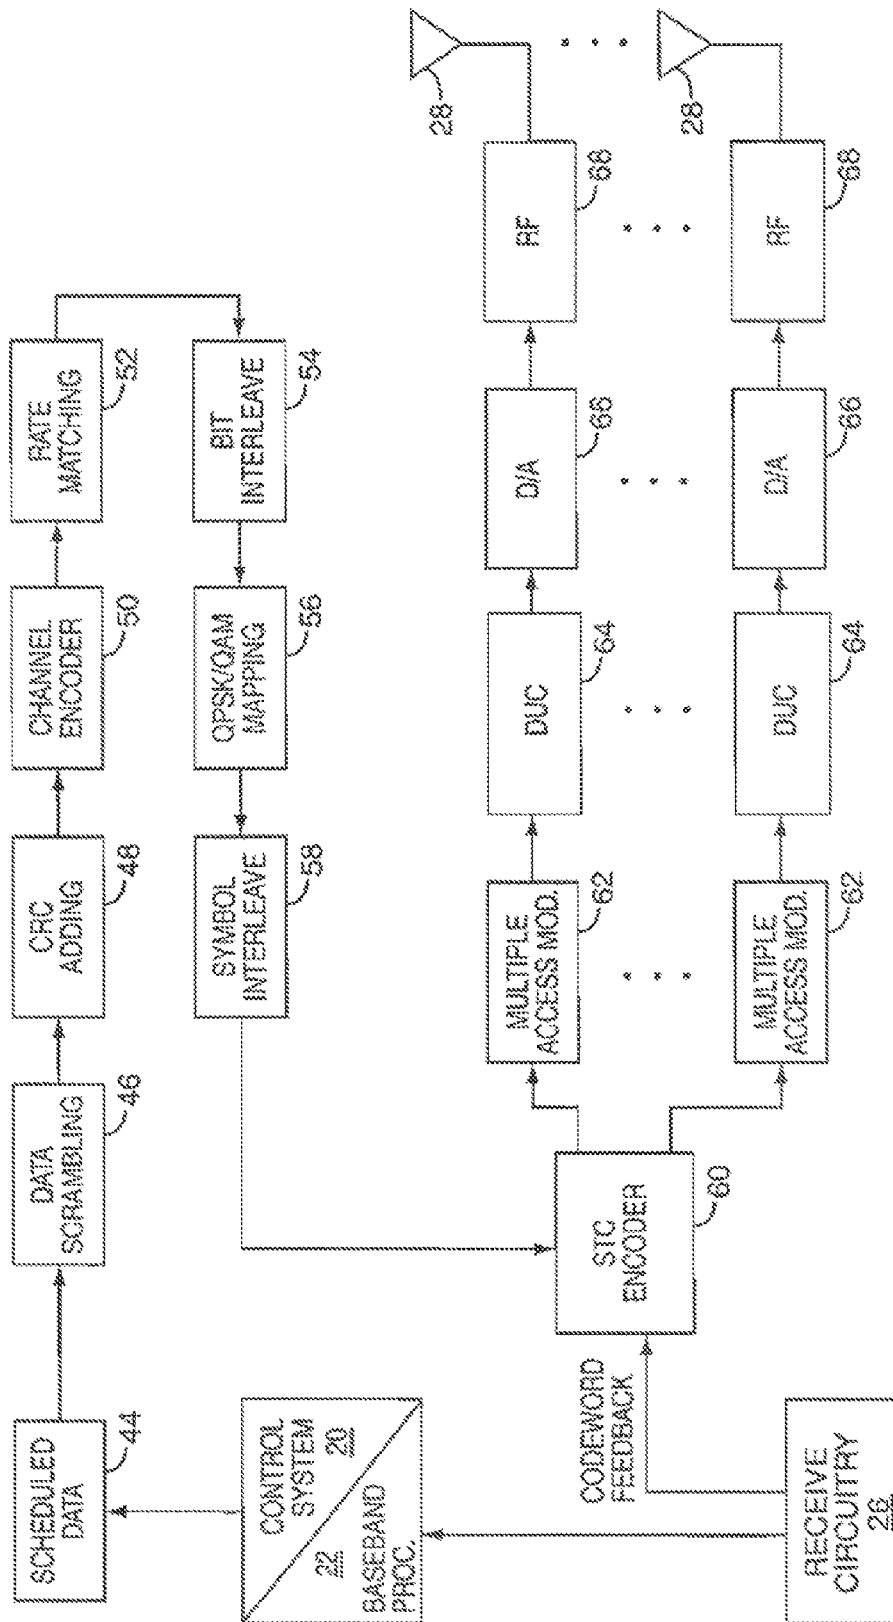 SCHEDULED
DATA
44
DATA
SCRAMBLING
46
CRC
ADDING
48
CHANNEL
ENCODER
50
RATE
MATCHING
52
CONTROL
SYSTEM
20
22
BASEBAND
PROC.
SYMBOL
INTERLEAVE
58
QPSK/QAM
MAPPING
56
BIT
INTERLEAVE
54
CODEWORD
FEEDBACK
STC
ENCODER
60
MULTIPLE
ACCESS MOD.
62
DUC
64
D/A
66
RF
68
28
MULTIPLE
ACCESS MOD.
62
DUC
64
D/A
66
RF
68
28
RECEIVE
CIRCUITRY
26